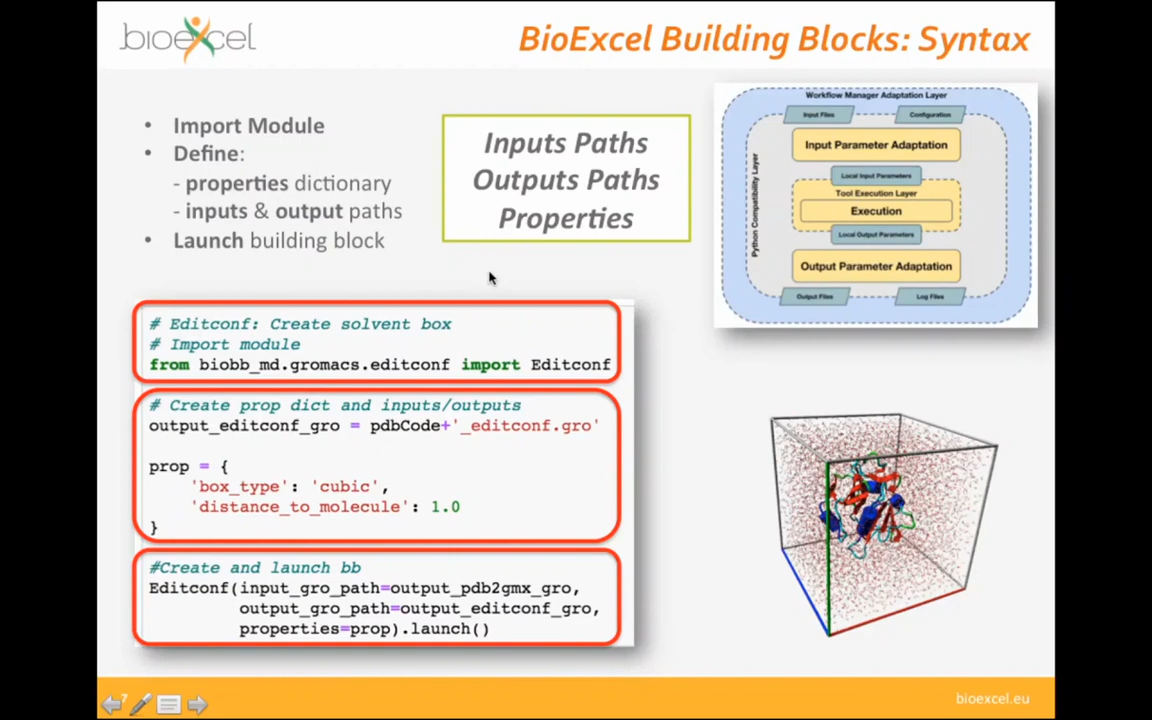 bioexcel
BioExcel Building Blocks: Syntax
• Import Module
• Define:
- properties dictionary
- inputs & output paths
• Launch building block
Inputs Paths
Outputs Paths
Properties
Workflow Manager Adaptation Layer
Input Files
Configuration
Input Parameter Adaptation
Local Input Parameters
Tool Execution Layer
Execution
Local Output Parameters
Output Parameter Adaptation
Output Files
Log Files
Python Compatibility Layer
# Editconf: Create solvent box
# Import module
from biobb_md.gromacs.editconf import Editconf
# Create prop dict and inputs/outputs
output_editconf_gro = pdbCode+'_editconf.gro'
prop = {
'box_type': 'cubic',
'distance_to_molecule': 1.0
}
#Create and launch bb
Editconf(input_gro_path=output_pdb2gmx_gro,
output_gro_path=output_editconf_gro,
properties=prop).launch()
7
bioexcel.eu